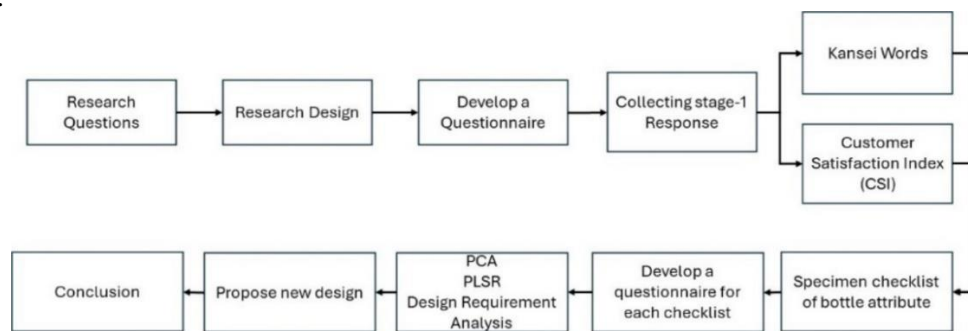 Research
Questions
Research Design
Develop a
Questionnaire
Collecting stage-1
Response
Kansei Words
Customer
Satisfaction Index
(CSI)
Conclusion
Propose new design
PCA
PLSR
Design Requirement
Analysis
Develop a
questionnaire for
each checklist
Specimen checklist
of bottle attribute